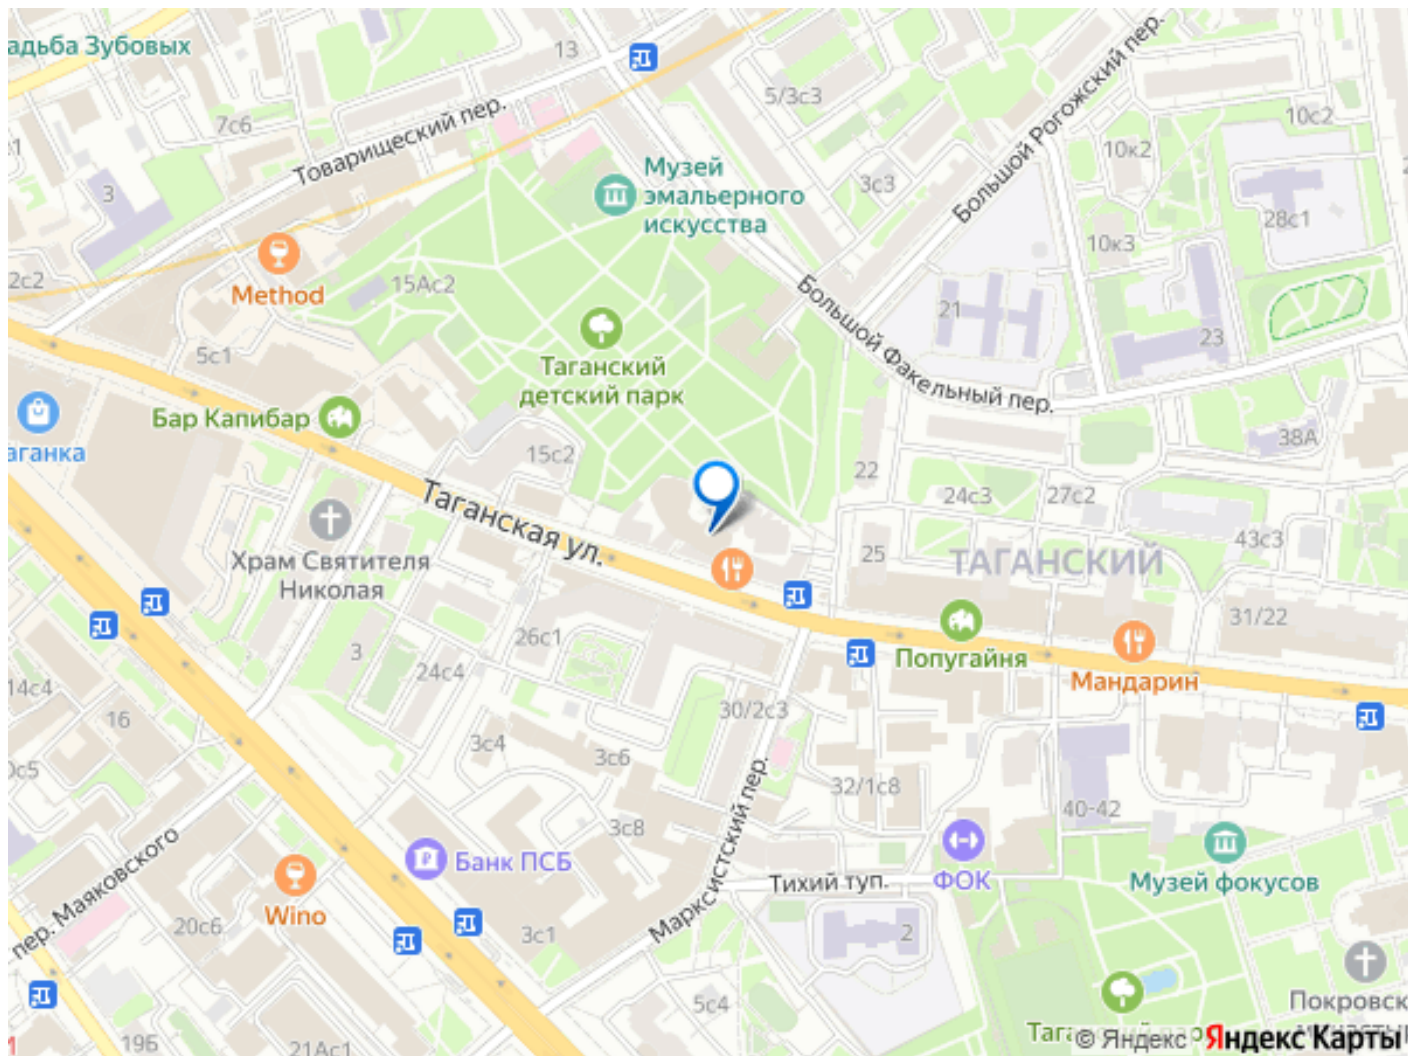 адьба Зубовых
13
7с6
Товарищеский пер.
5/3с3
Большой Рогожский пер.
10с2
10к2
3
Музей
эмальерного
искусства
3с3
28с1
10к3
2с2
Method
15Ас2
21
23
Большой Факельный пер.
5с1
Таганский
детский парк
Бар Капибар
аганка
38А
15с2
22
24с3
27с2
Таганская ул.
Храм Святителя
Николая
25
ТАГАНСКИЙ
43с3
31/22
26с1
3
24с4
Попугайня
Мандарин
14с4
16
30/2с3
3с4
3с6
0с5
32/1с8
40-42
3с8
Марксистский пер.
пер. Маяковского
Банк ПСБ
ФОК
Тихий туп.
Музей фокусов
Wino
20с6
3с1
2
5с4
Покровск
19Б
21Ас1
© Яндекс Яндекс Карты